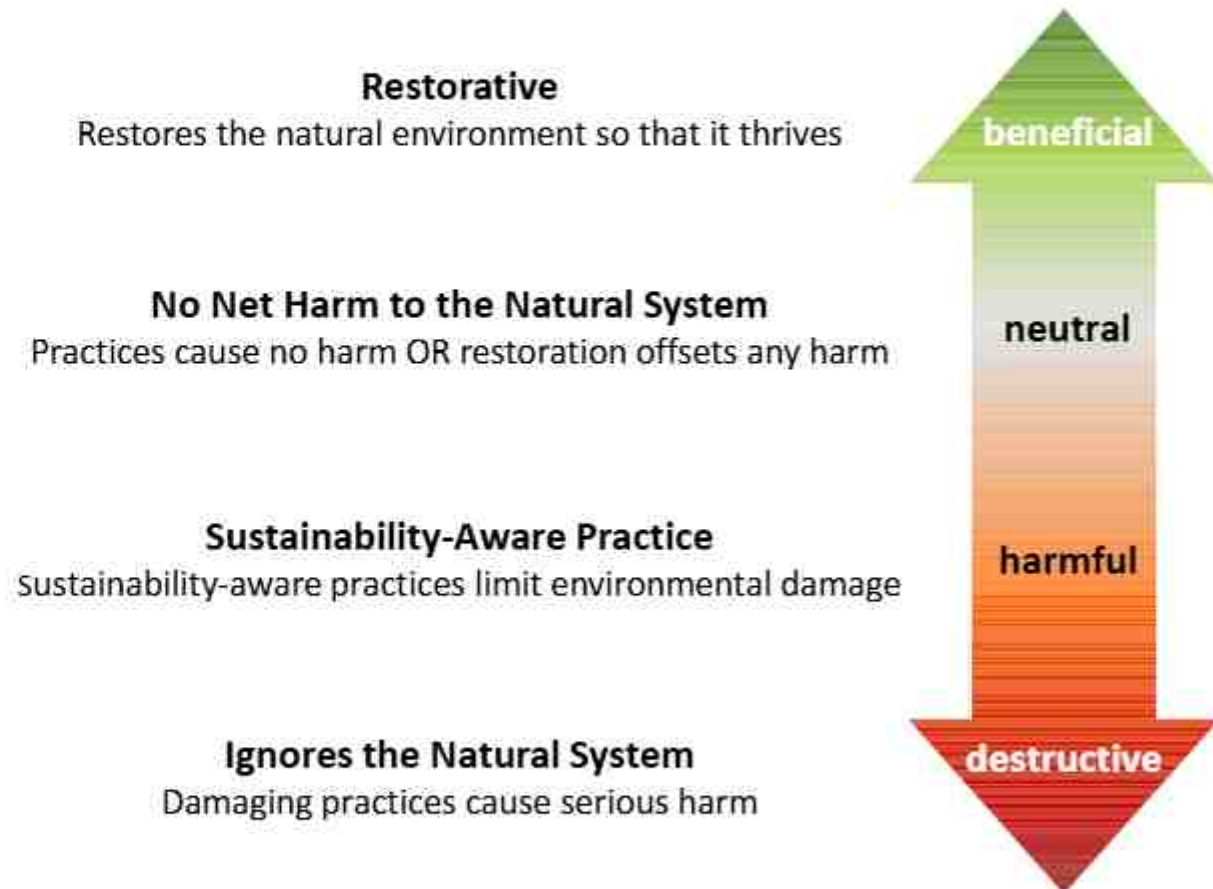 Restorative
Restores the natural environment so that it thrives
beneficial
No Net Harm to the Natural System
Practices cause no harm OR restoration offsets any harm
neutral
Sustainability-Aware Practice
Sustainability-aware practices limit environmental damage
harmful
Ignores the Natural System
Damaging practices cause serious harm
destructive